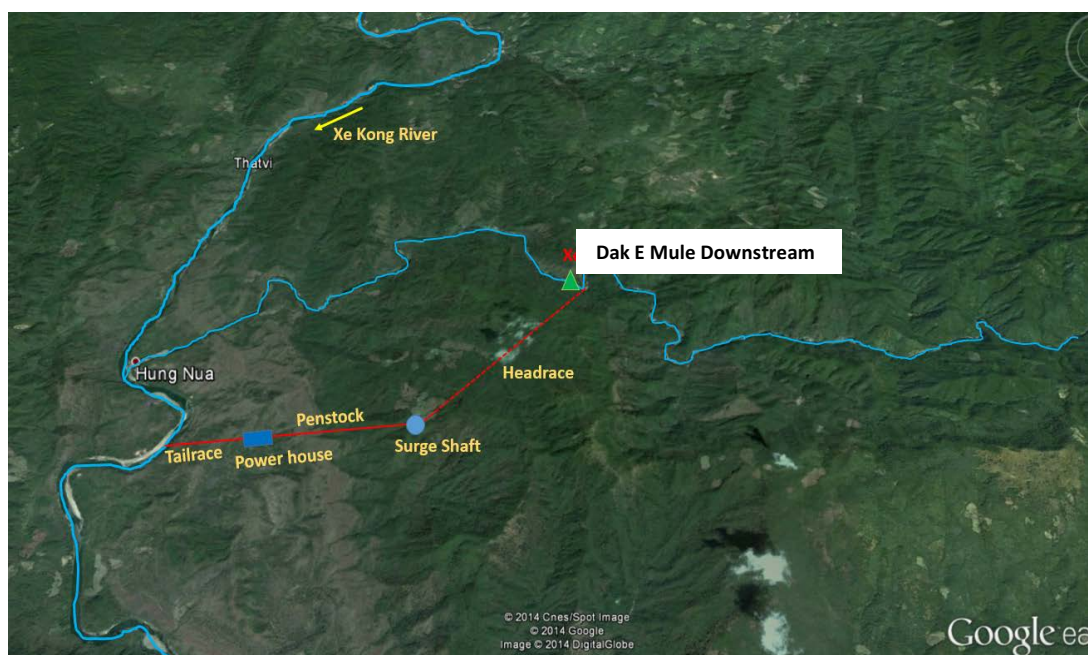 Xe Kong River
Thatvi
Dak E Mule Downstream
Headrace
Hung Nua
Penstock
Surge Shaft
Tailrace
Power house
© 2014 Cnes/Spot Image
© 2014 Google
Image © 2014 DigitalGlobe
Google ea